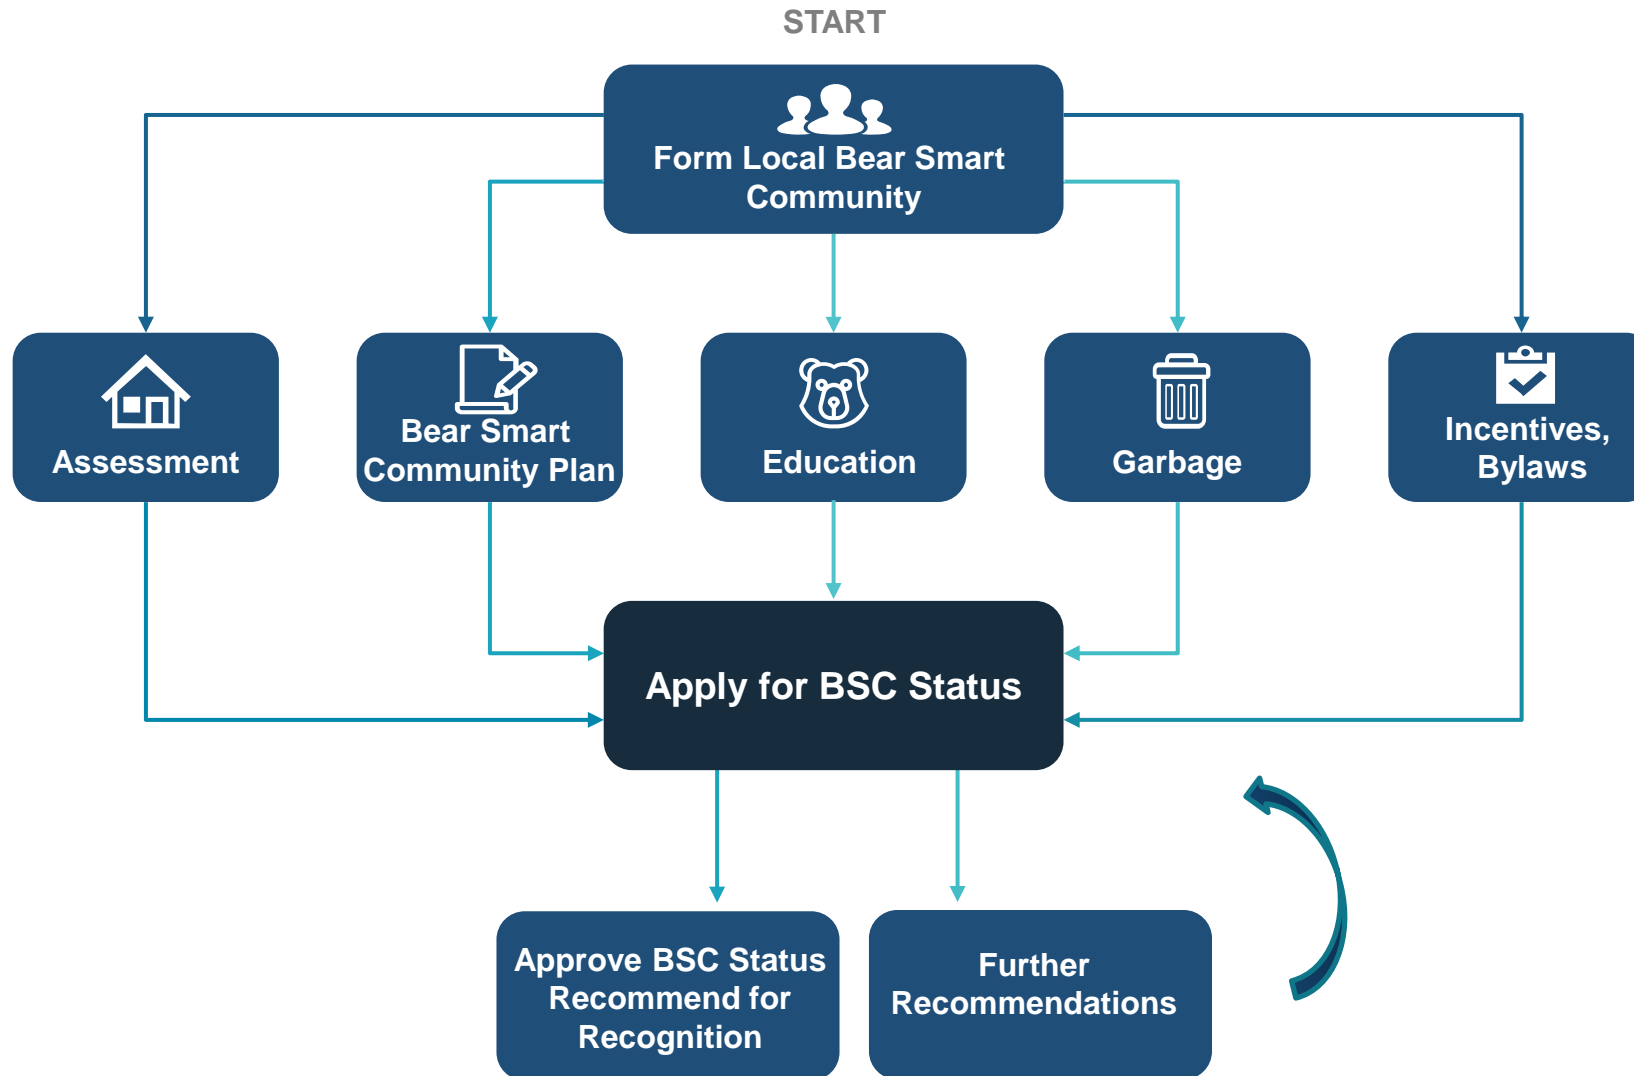 START
Form Local Bear Smart
Community
Assessment
Bear Smart
Community Plan
Education
Garbage
Incentives,
Bylaws
Apply for BSC Status
Approve BSC Status
Recommend for
Recognition
Further
Recommendations